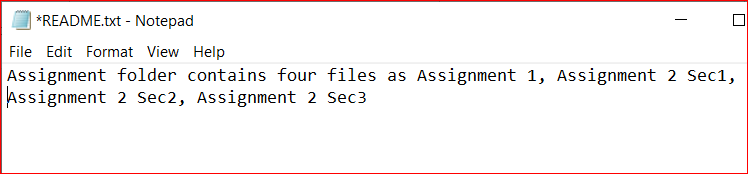 *README.txt - Notepad
File Edit Format View Help
Assignment folder contains four files as Assignment 1, Assignment 2 Sec1,
Assignment 2 Sec2, Assignment 2 Sec3